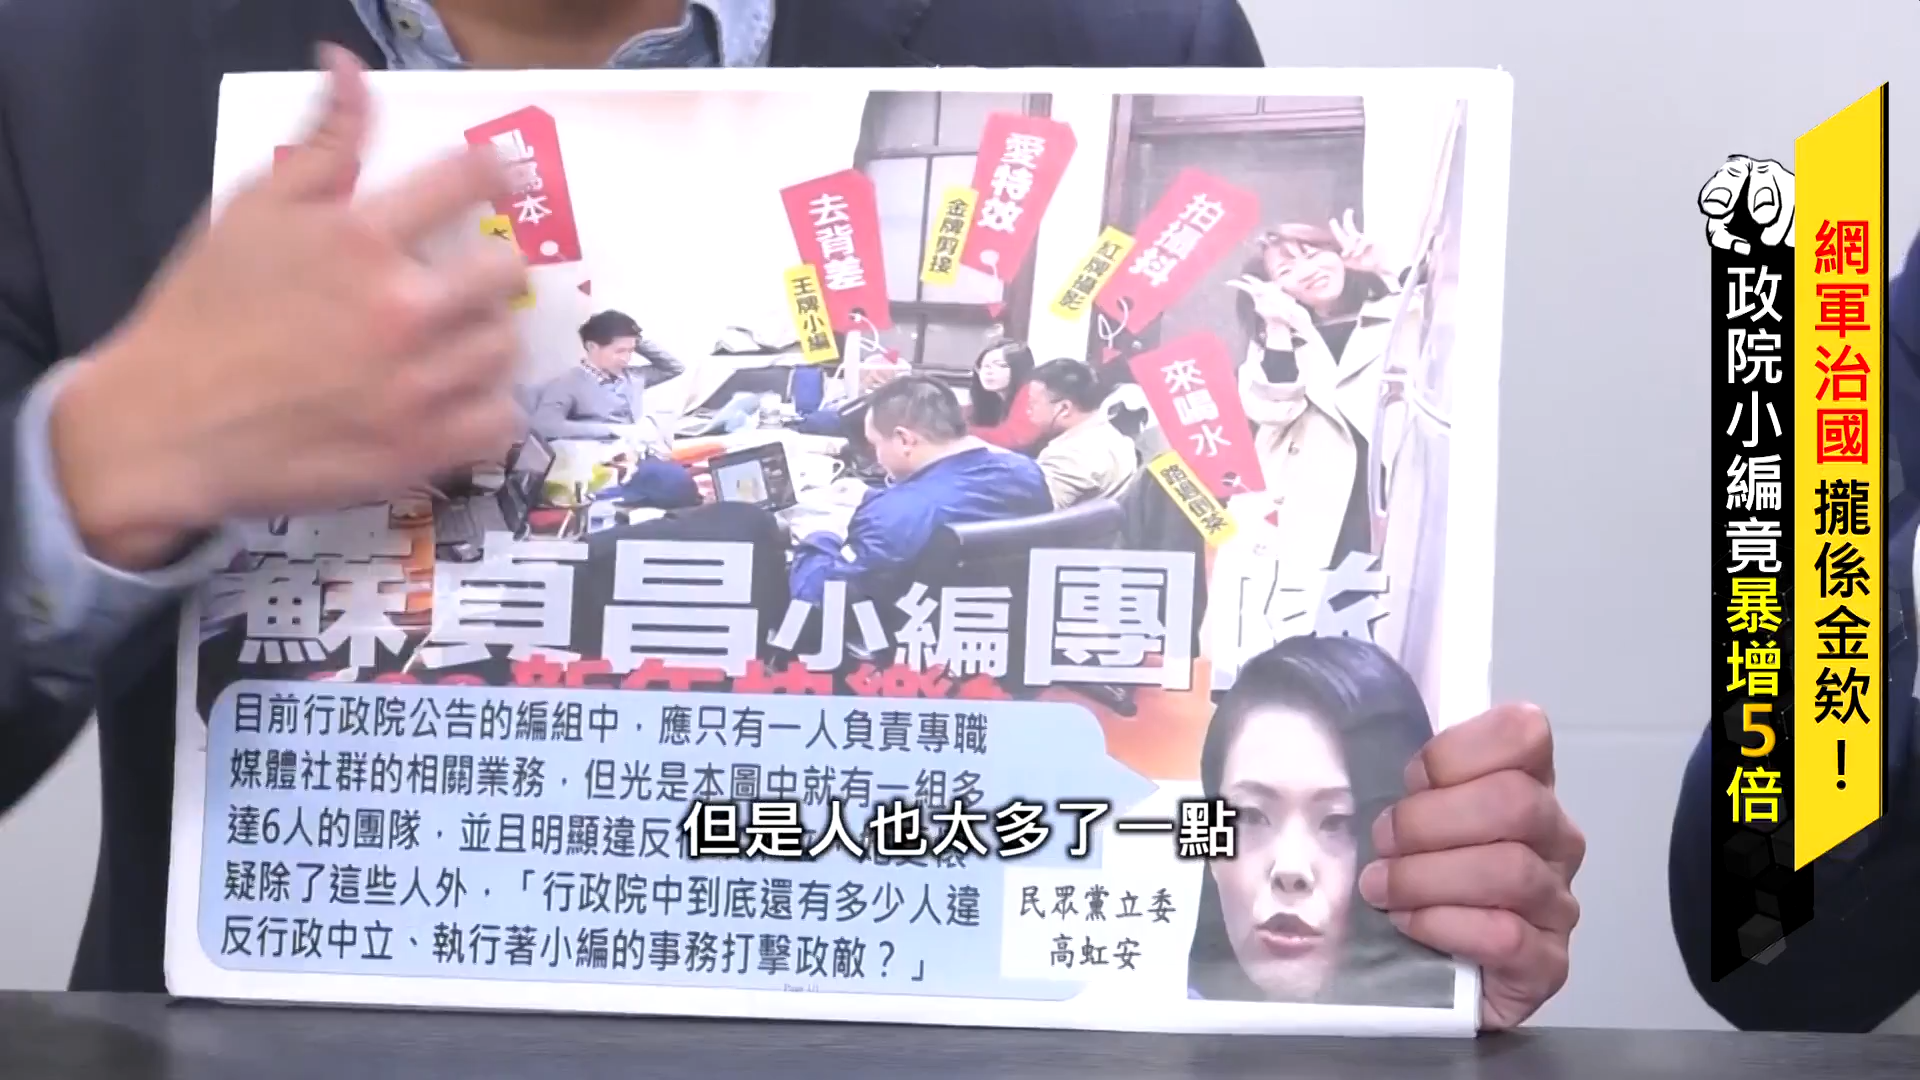 網軍治國 攏係金欸！
政院小編竟暴增5倍
亂寫本
去背差
王牌小編
愛特效
金牌剪接
拍攝抖
紅牌攝影
來喝水
蘇貞昌小編團隊
目前行政院公告的編組中，應只有一人負責專職
媒體社群的相關業務，但光是本圖中就有一組多
達6人的團隊，並且明顯違反
疑除了這些人外，「行政院中到底還有多少人違
反行政中立、執行著小編的事務打擊政敵？」
民眾黨立委
高虹安
但是人也太多了一點